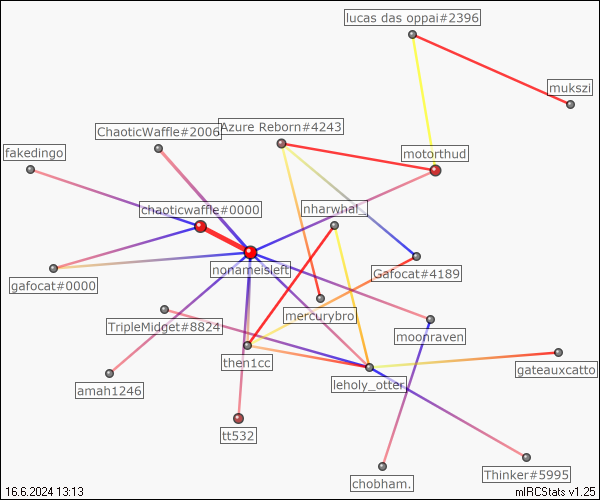 lucas das oppai#2396
mukszi
Azure Reborn#4243
ChaoticWaffle#2006
fakedingo
motorthud
chaoticwaffle#0000
nharwhal_
nonameisleft
Gafocat#4189
gafocat#0000
mercurybro
TripleMidget#8824
moonraven
then1cc
gateauxcatto
leholy_otter
amah1246
tt532
chobham.
Thinker#5995
16.6.2024 13:13
mIRCStats v1.25